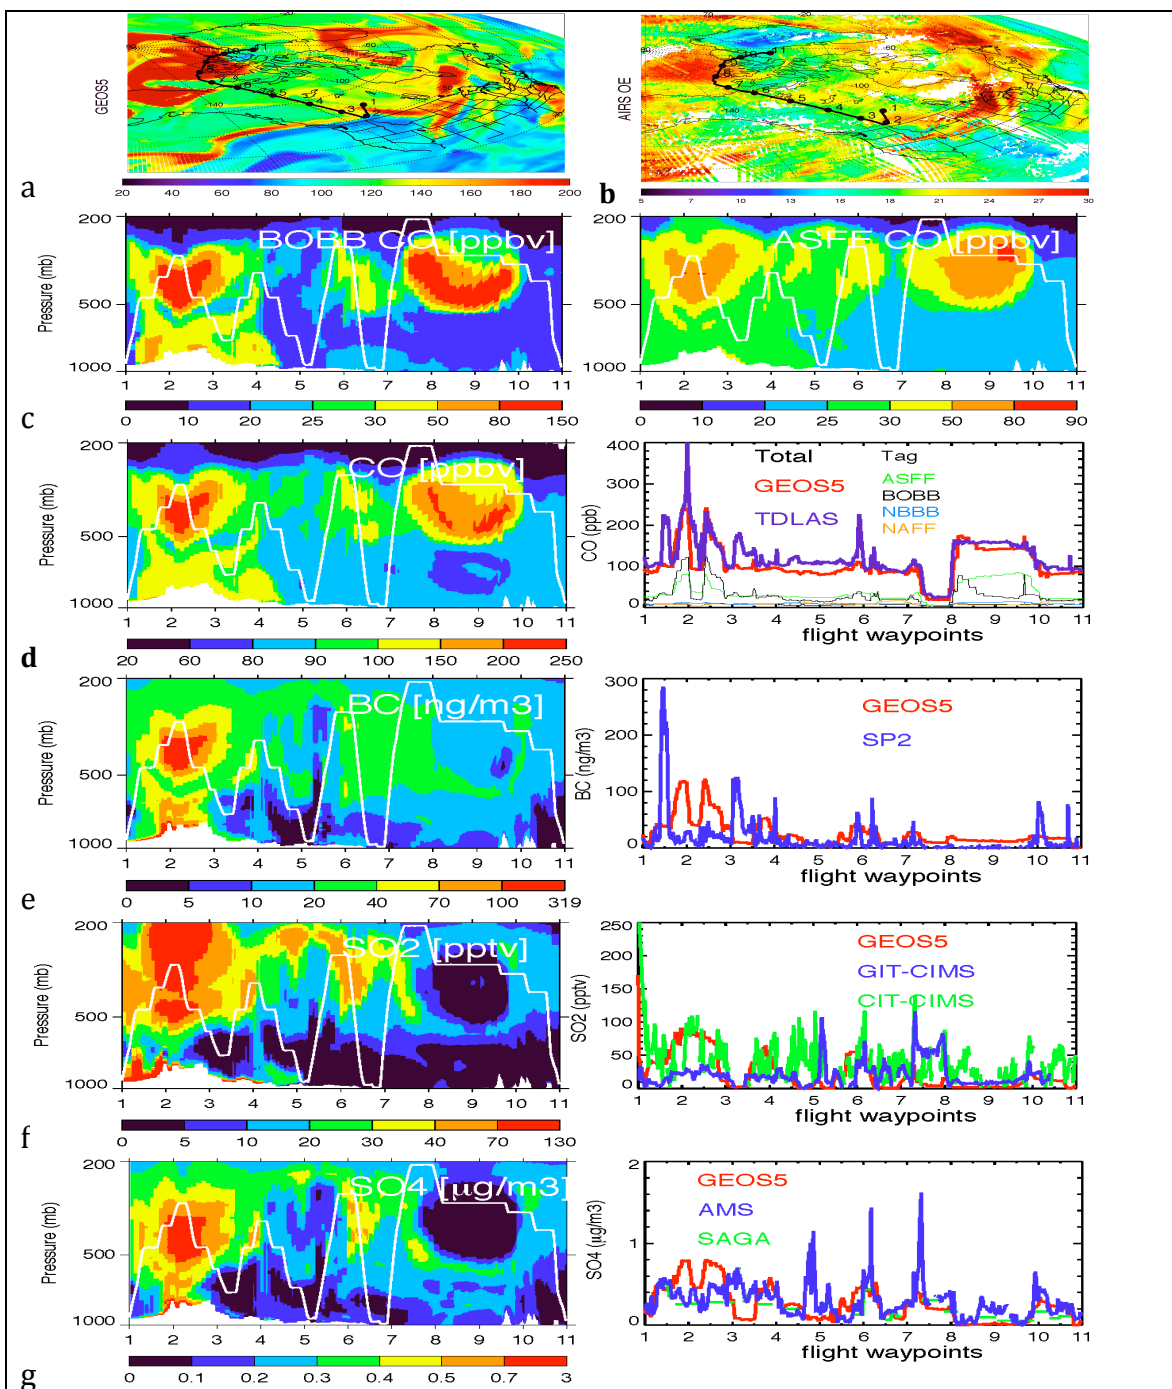 GEOS5
AIRS OE
a
20 40 60 80 100 120 140 160 180 200
b
5 7 10 13 16 19 21 24 27 30
BOBB CO [ppbv]
Pressure (mb)
200
500
1000
1 2 3 4 5 6 7 8 9 10 11
0 10 20 25 30 50 80 150
ASFF CO [ppbv]
200
500
1000
1 2 3 4 5 6 7 8 9 10 11
0 10 20 25 30 50 80 90
c
CO [ppbv]
Pressure (mb)
200
500
1000
1 2 3 4 5 6 7 8 9 10 11
20 60 80 90 100 150 200 250
Total
GEOS5
TDLAS
Tag
ASFF
BOBB
NBBB
NAFF
CO (ppb)
400
300
200
100
0
1 2 3 4 5 6 7 8 9 10 11
flight waypoints
d
BC [ng/m3]
Pressure (mb)
200
500
1000
1 2 3 4 5 6 7 8 9 10 11
0 5 10 20 40 70 100 319
GEOS5
SP2
BC (ng/m3)
300
200
100
0
1 2 3 4 5 6 7 8 9 10 11
flight waypoints
e
SO2 [pptv]
Pressure (mb)
200
500
1000
1 2 3 4 5 6 7 8 9 10 11
0 5 10 20 30 40 70 130
GEOS5
GIT-CIMS
CIT-CIMS
SO2 (pptv)
250
200
150
100
50
0
1 2 3 4 5 6 7 8 9 10 11
flight waypoints
f
SO4 [µg/m3]
Pressure (mb)
200
500
1000
1 2 3 4 5 6 7 8 9 10 11
0 0.1 0.2 0.3 0.4 0.5 0.7 3
GEOS5
AMS
SAGA
SO4 (µg/m3)
2
1
0
1 2 3 4 5 6 7 8 9 10 11
flight waypoints
g